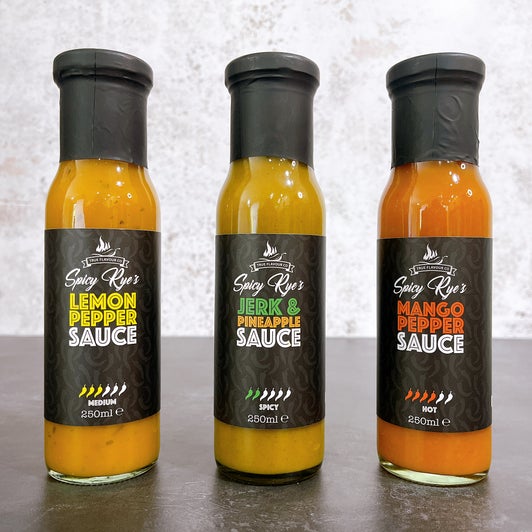 TRUE FLAVOUR CO
Spicy Rye's
LEMON
PEPPER
SAUCE
MEDIUM
250ml e
TRUE FLAVOUR CO
Spicy Rye's
JERK &
PINEAPPLE
SAUCE
SPICY
250ml e
TRUE FLAVOUR CO
Spicy Rye's
MANGO
PEPPER
SAUCE
HOT
250ml e